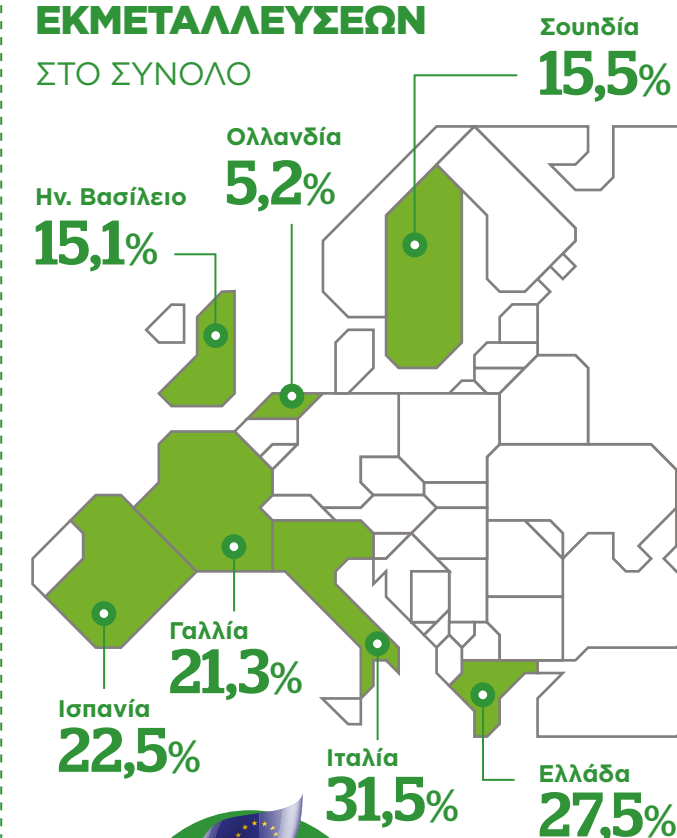 ΕΚΜΕΤΑΛΛΕΥΣΕΩΝ
ΣΤΟ ΣΥΝΟΛΟ
Σουηδία
15,5%
Ολλανδία
5,2%
Ην. Βασίλειο
15,1%
Γαλλία
21,3%
Ισπανία
22,5%
Ιταλία
31,5%
Ελλάδα
27,5%